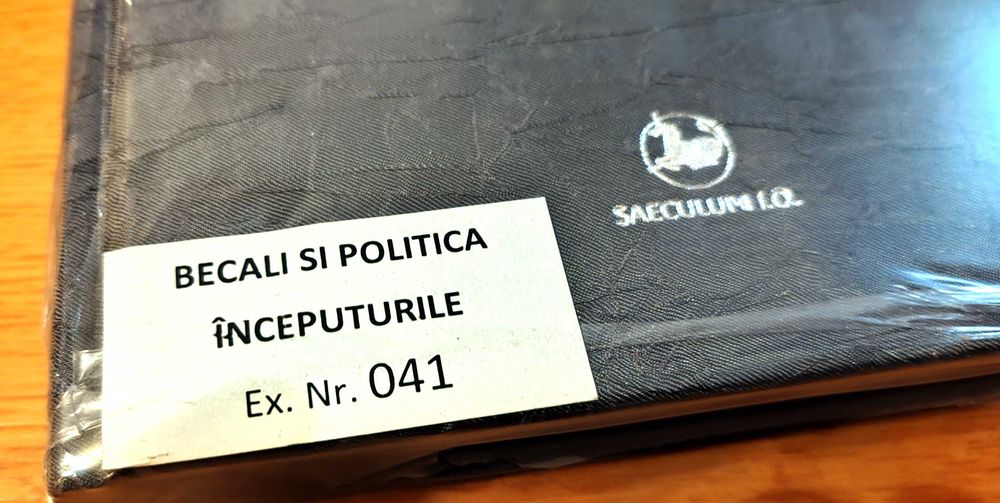 SAECULUM I.O.
BECALI SI POLITICA
ÎNCEPUTURILE
Ex. Nr. 041